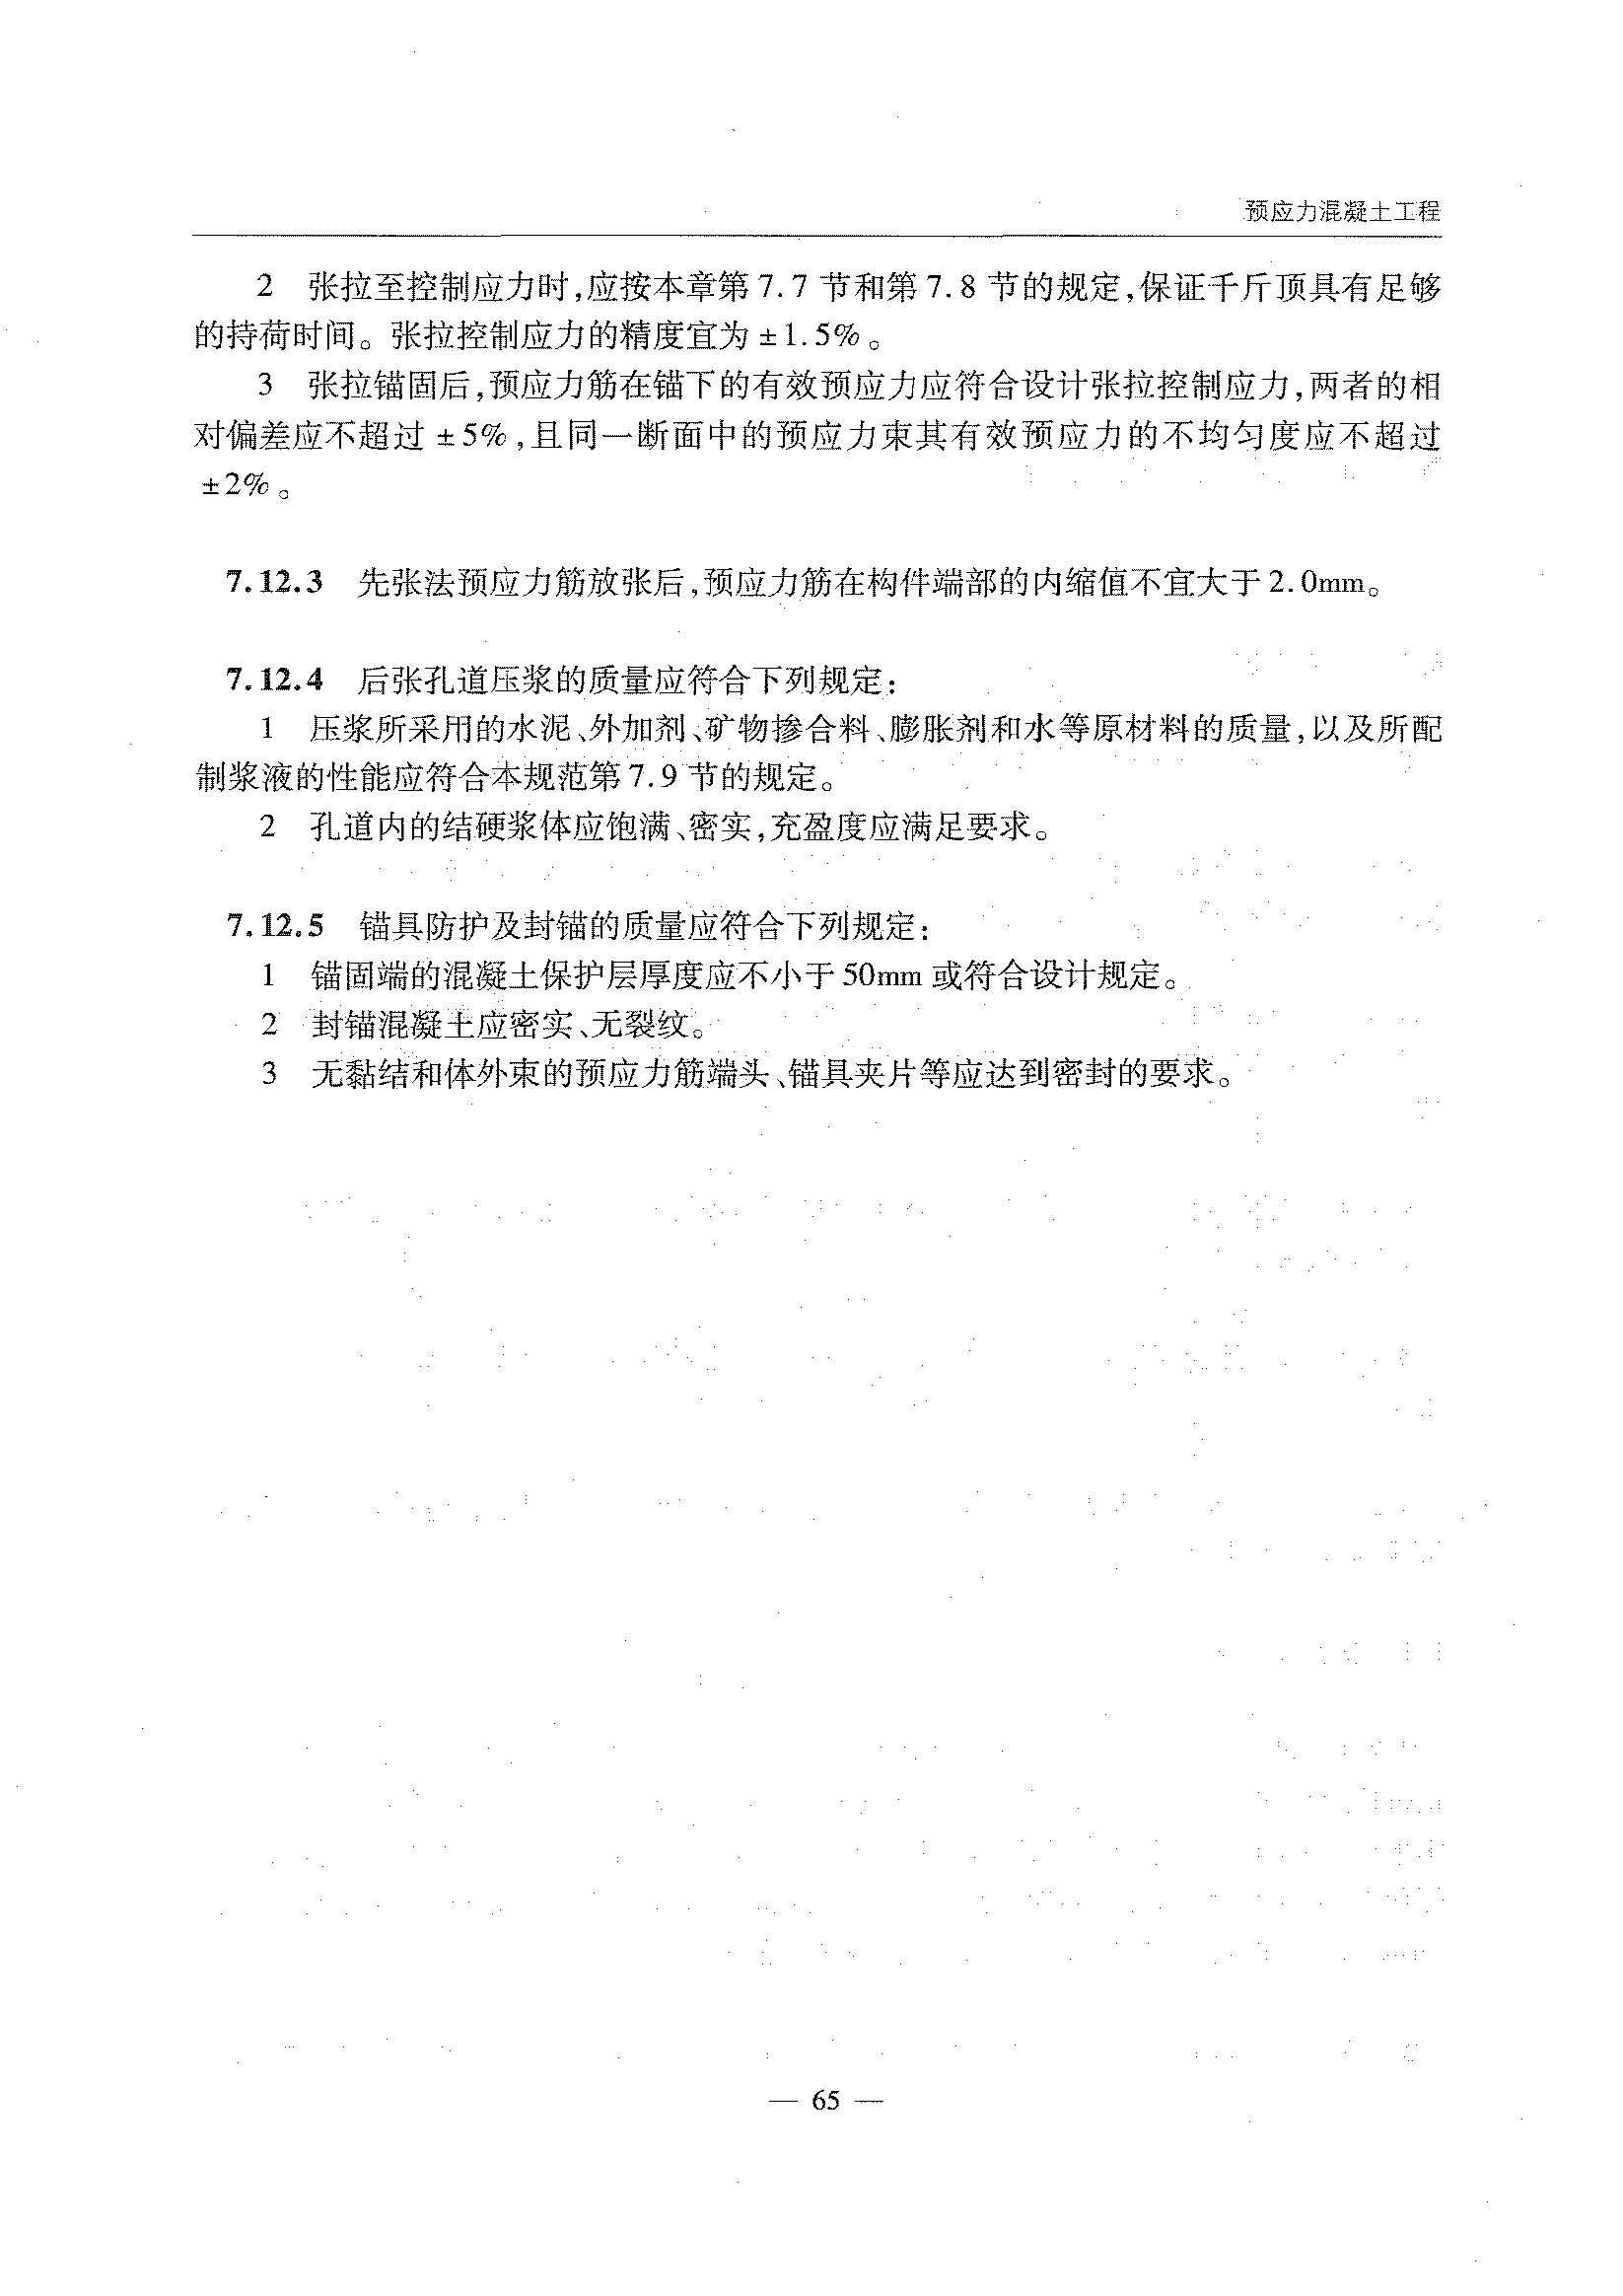 预应力混凝土工程
2 张拉至控制应力时,应按本章第7.7节和第7.8节的规定,保证千斤顶具有足够
的持荷时间。张拉控制应力的精度宜为±1.5%。
3 张拉锚固后,预应力筋在锚下的有效预应力应符合设计张拉控制应力,两者的相
对偏差应不超过±5%,且同一断面中的预应力束其有效预应力的不均匀度应不超过
±2%。
7.12.3 先张法预应力筋放张后,预应力筋在构件端部的内缩值不宜大于2.0mm。
7.12.4 后张孔道压浆的质量应符合下列规定:
1 压浆所采用的水泥、外加剂、矿物掺合料、膨胀剂和水等原材料的质量,以及所配
制浆液的性能应符合本规范第7.9节的规定。
2 孔道内的结硬浆体应饱满、密实,充盈度应满足要求。
7.12.5 锚具防护及封锚的质量应符合下列规定:
1 锚固端的混凝土保护层厚度应不小于50mm或符合设计规定。
2 封锚混凝土应密实、无裂纹。
3 无黏结和体外束的预应力筋端头、锚具夹片等应达到密封的要求。
— 65 —